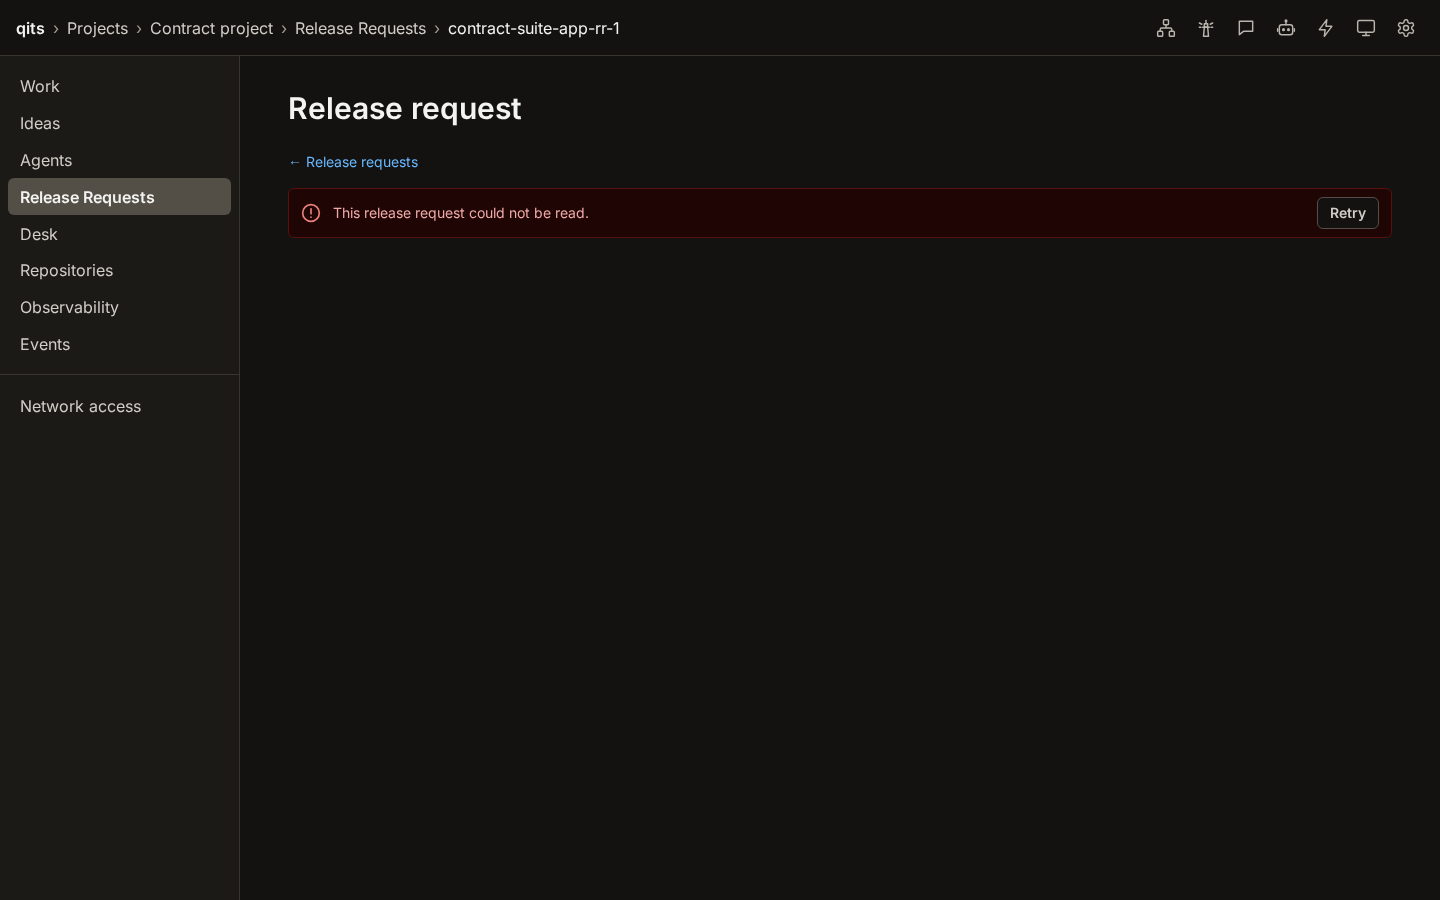 qits › Projects › Contract project › Release Requests › contract-suite-app-rr-1
Work
Ideas
Agents
Release Requests
Desk
Repositories
Observability
Events
Network access
Release request
← Release requests
This release request could not be read.
Retry